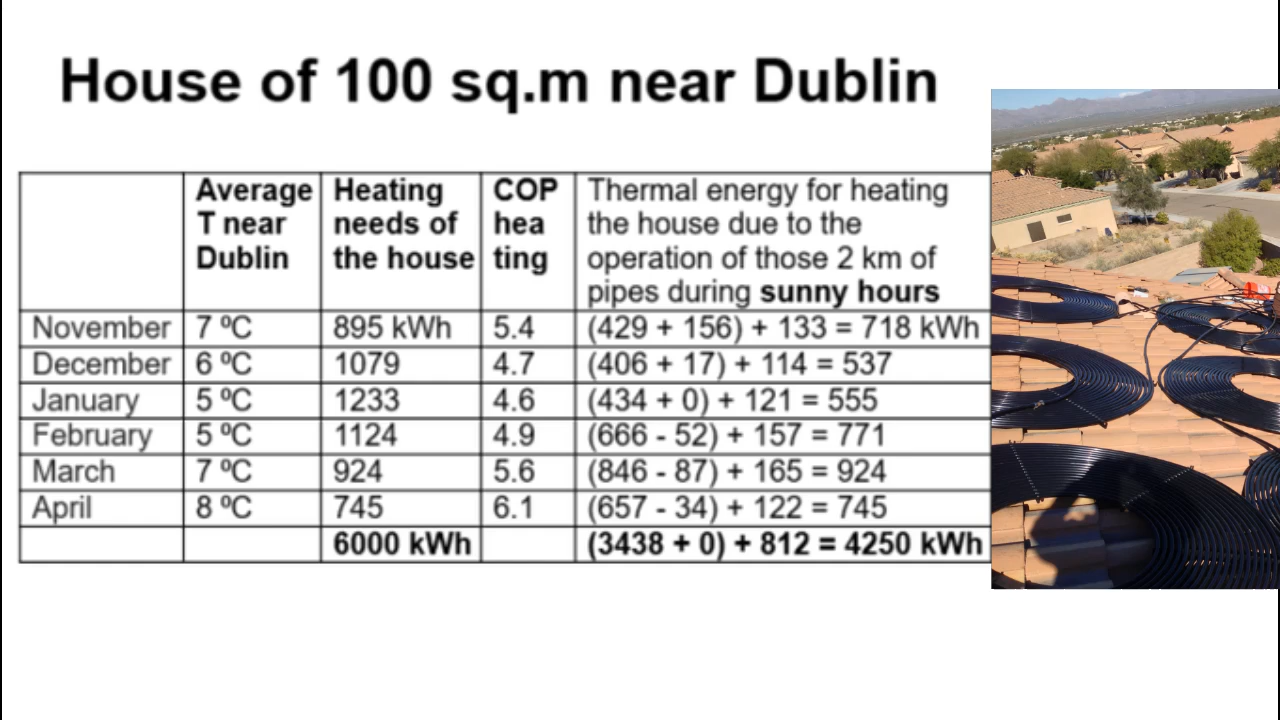 House of 100 sq.m near Dublin
Average T near Dublin | Heating needs of the house | COP hea ting | Thermal energy for heating the house due to the operation of those 2 km of pipes during sunny hours
November | 7 ºC | 895 kWh | 5.4 | (429 + 156) + 133 = 718 kWh
December | 6 ºC | 1079 | 4.7 | (406 + 17) + 114 = 537
January | 5 ºC | 1233 | 4.6 | (434 + 0) + 121 = 555
February | 5 ºC | 1124 | 4.9 | (666 - 52) + 157 = 771
March | 7 ºC | 924 | 5.6 | (846 - 87) + 165 = 924
April | 8 ºC | 745 | 6.1 | (657 - 34) + 122 = 745
6000 kWh | (3438 + 0) + 812 = 4250 kWh